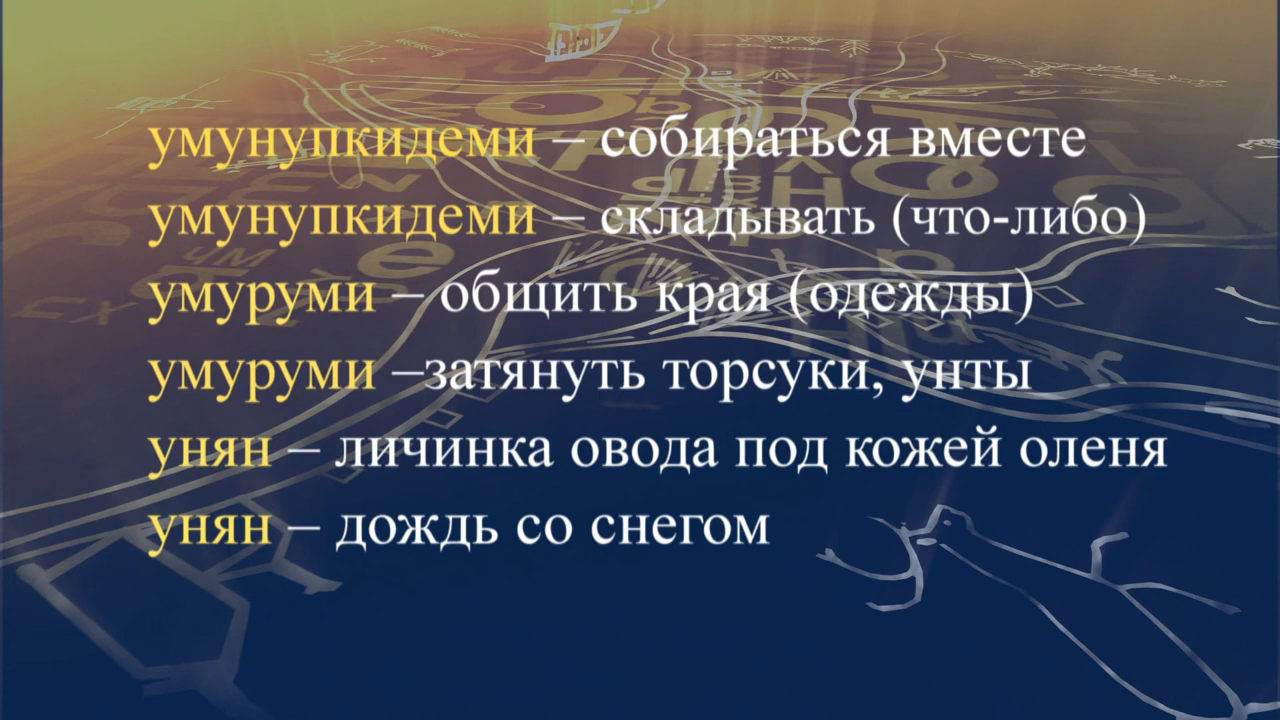 умунупкидеми – собираться вместе
умунупкидеми – складывать (что-либо)
умуруми – общить края (одежды)
умуруми –затянуть торсуки, унты
унян – личинка овода под кожей оленя
унян – дождь со снегом